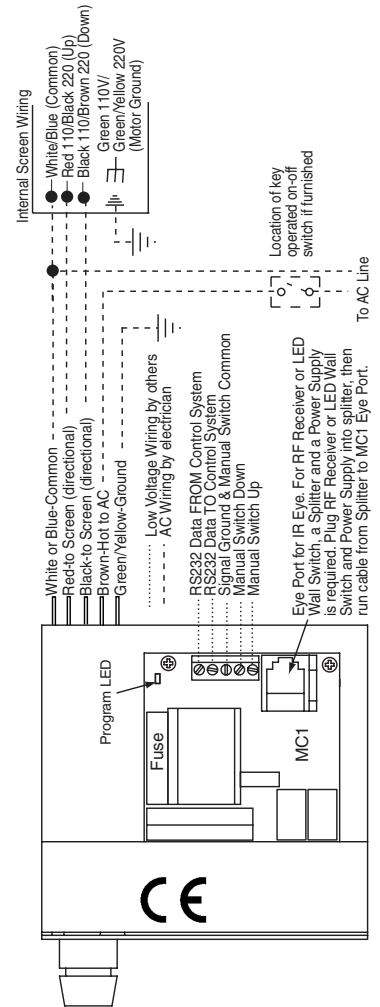 Internal Screen Wiring
White/Blue (Common)
Red 110/Black 220 (Up)
Black 110/Brown 220 (Down)
Green 110V/
Green/Yellow 220V
(Motor Ground)
White or Blue-Common
Red-to Screen (directional)
Black-to Screen (directional)
Brown-Hot to AC
Green/Yellow-Ground
Location of key
operated on-off
switch if furnished
To AC Line
Low Voltage Wiring by others
AC Wiring by electrician
RS232 Data FROM Control System
RS232 Data TO Control System
Signal Ground & Manual Switch Common
Manual Switch Down
Manual Switch Up
Eye Port for IR Eye. For RF Receiver or LED
Wall Switch, a Splitter and a Power Supply
is required. Plug RF Receiver or LED Wall
Switch and Power Supply into splitter, then
run cable from Splitter to MC1 Eye Port.
Program LED
Fuse
MC1
CE